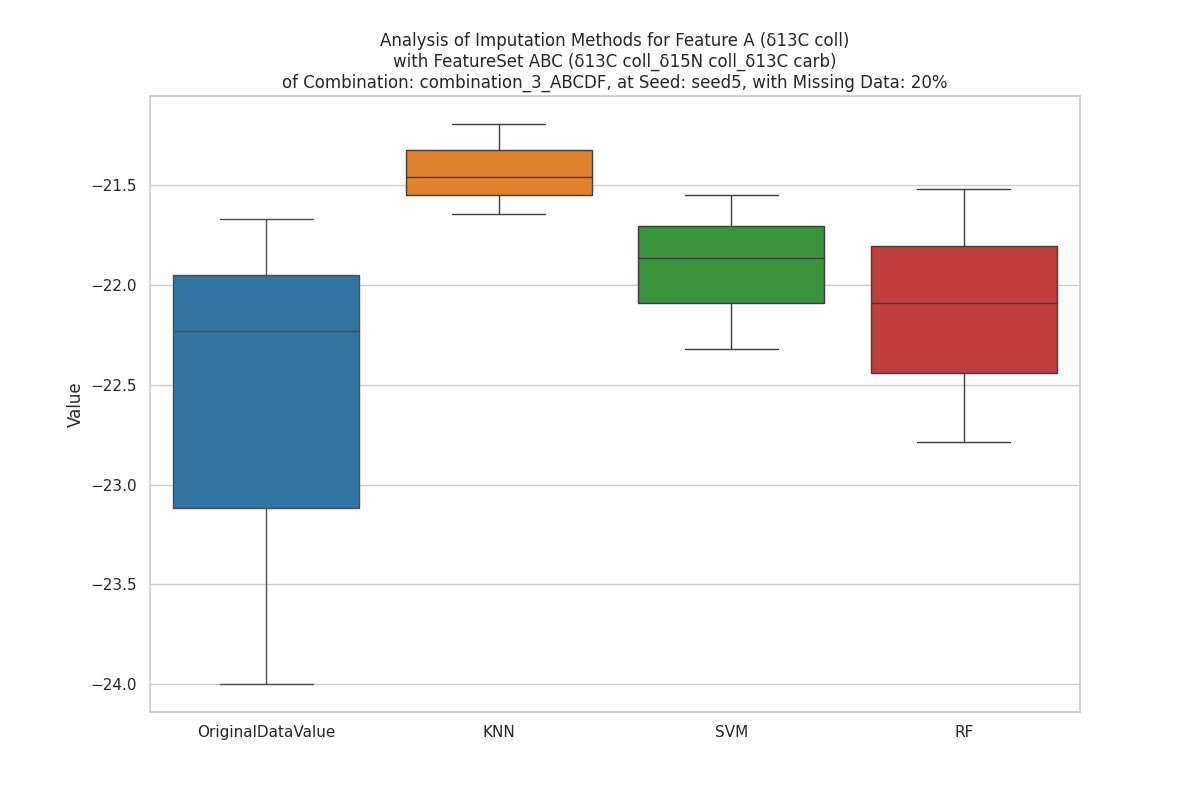 Analysis of Imputation Methods for Feature A (δ13C coll)
with FeatureSet ABC (δ13C coll_δ15N coll_δ13C carb)
of Combination: combination_3_ABCDF, at Seed: seed5, with Missing Data: 20%
Value
−21.5
−22.0
−22.5
−23.0
−23.5
−24.0
OriginalDataValue KNN SVM RF